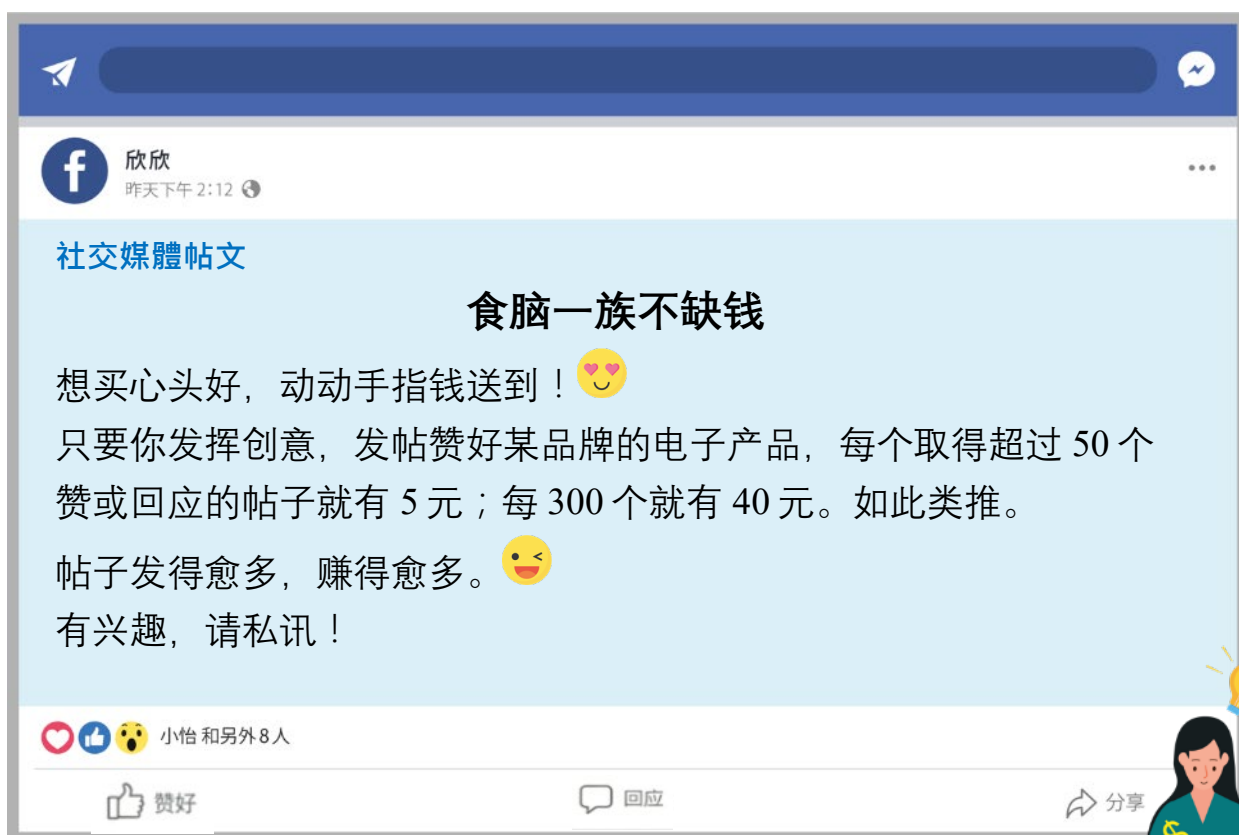 欣欣
昨天下午 2:12
社交媒體帖文
食脑一族不缺钱
想买心头好，动动手指钱送到！
只要你发挥创意，发帖赞好某品牌的电子产品，每个取得超过 50 个
赞或回应的帖子就有 5 元；每 300 个就有 40 元。如此类推。
帖子发得愈多，赚得愈多。
有兴趣，请私讯！
小怡 和另外 8 人
赞好 回应 分享